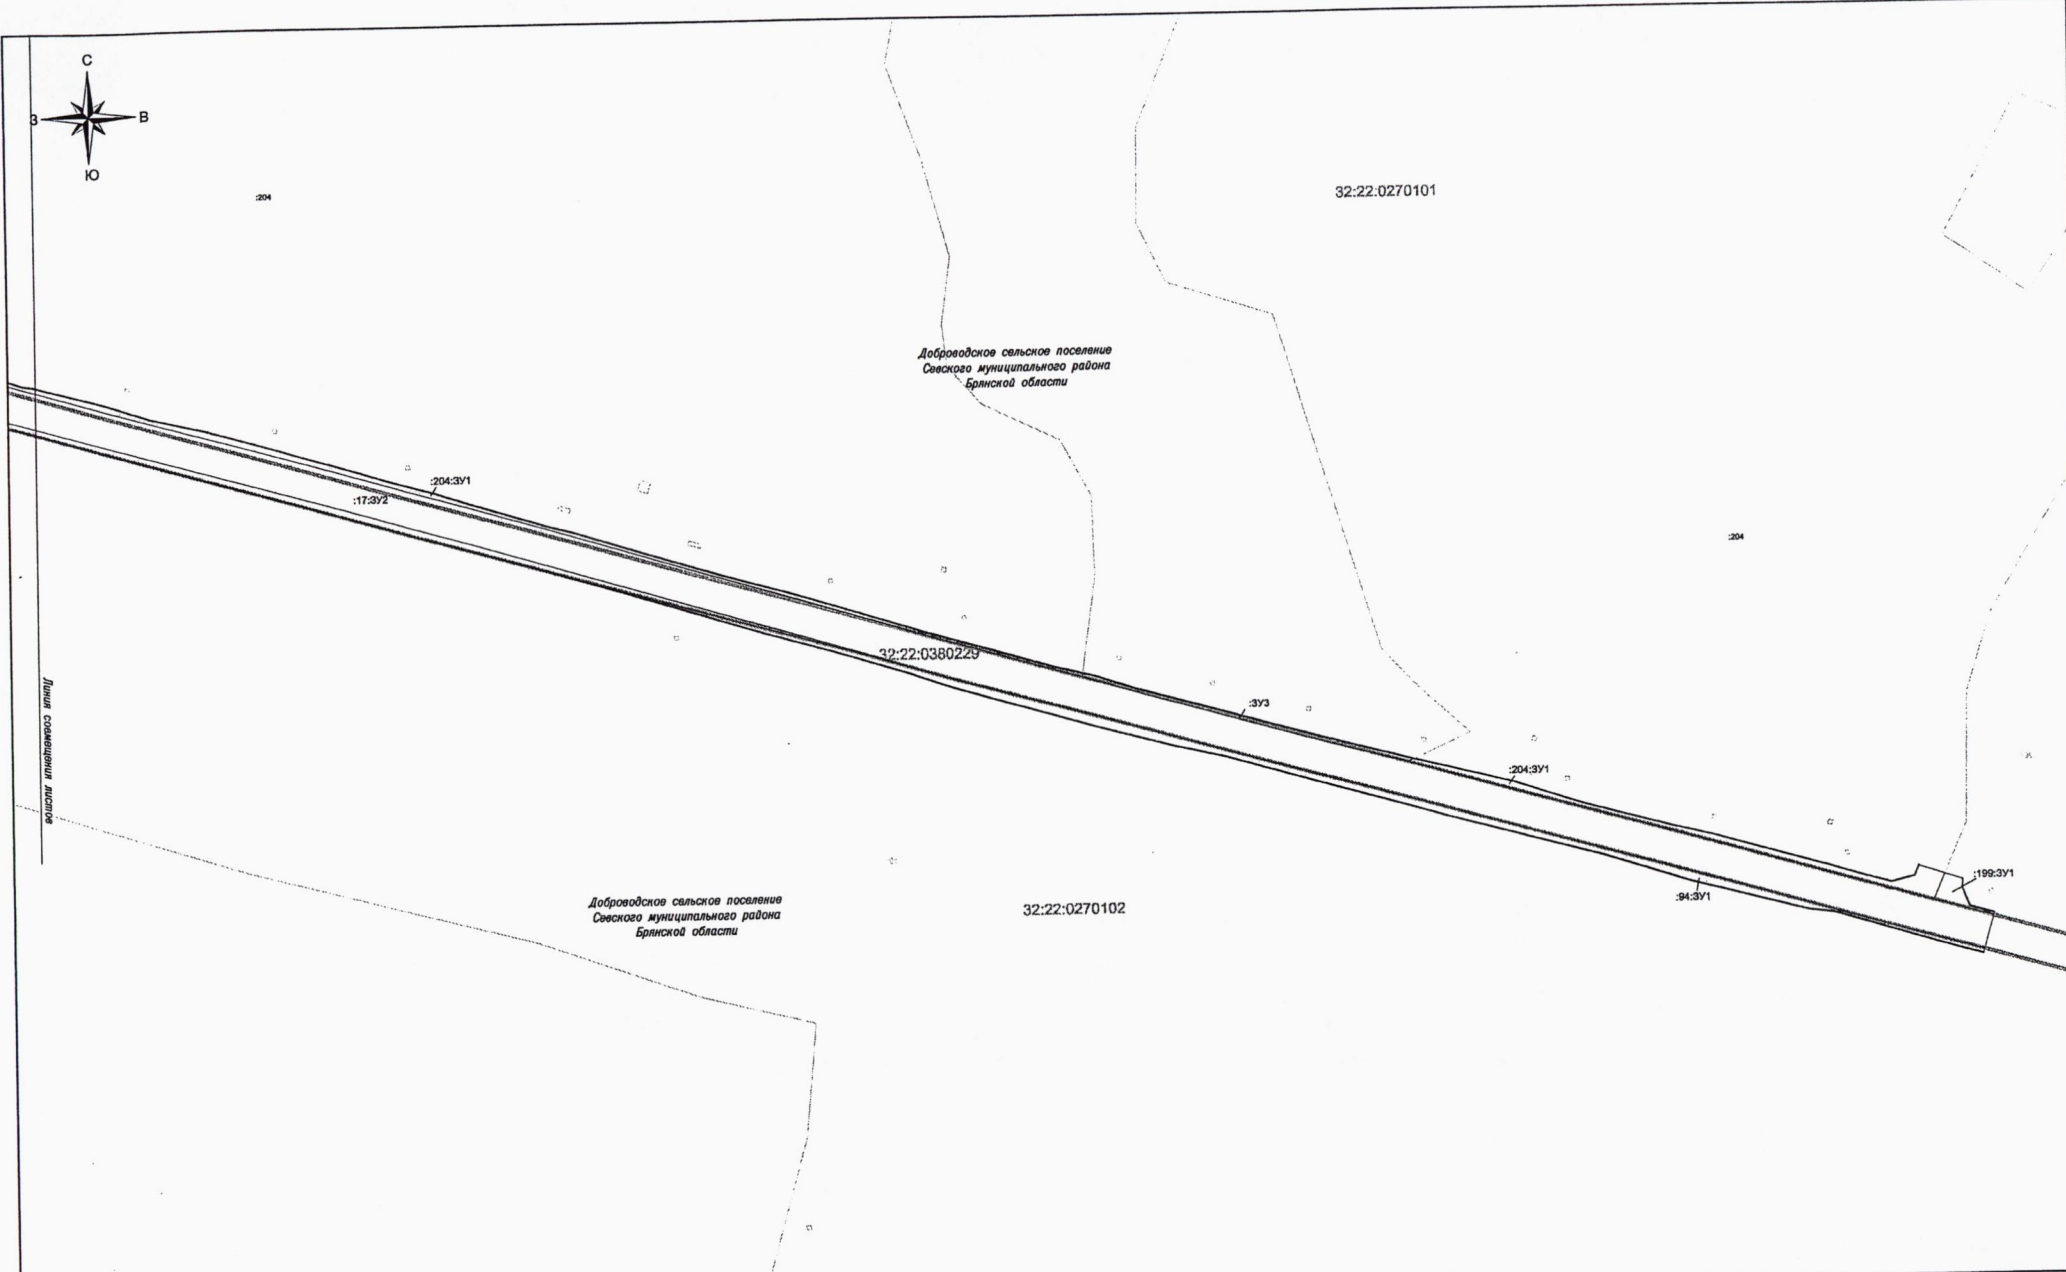 С
З
В
Ю
:204
32:22:0270101
Доброводское сельское поселение
Севского муниципального района
Брянской области
:204:ЗУ1
:17:ЗУ2
:204
32:22:0380229
:ЗУ3
:204:ЗУ1
Линия совмещения листов
:199:ЗУ1
:94:ЗУ1
Доброводское сельское поселение
Севского муниципального района
Брянской области
32:22:0270102